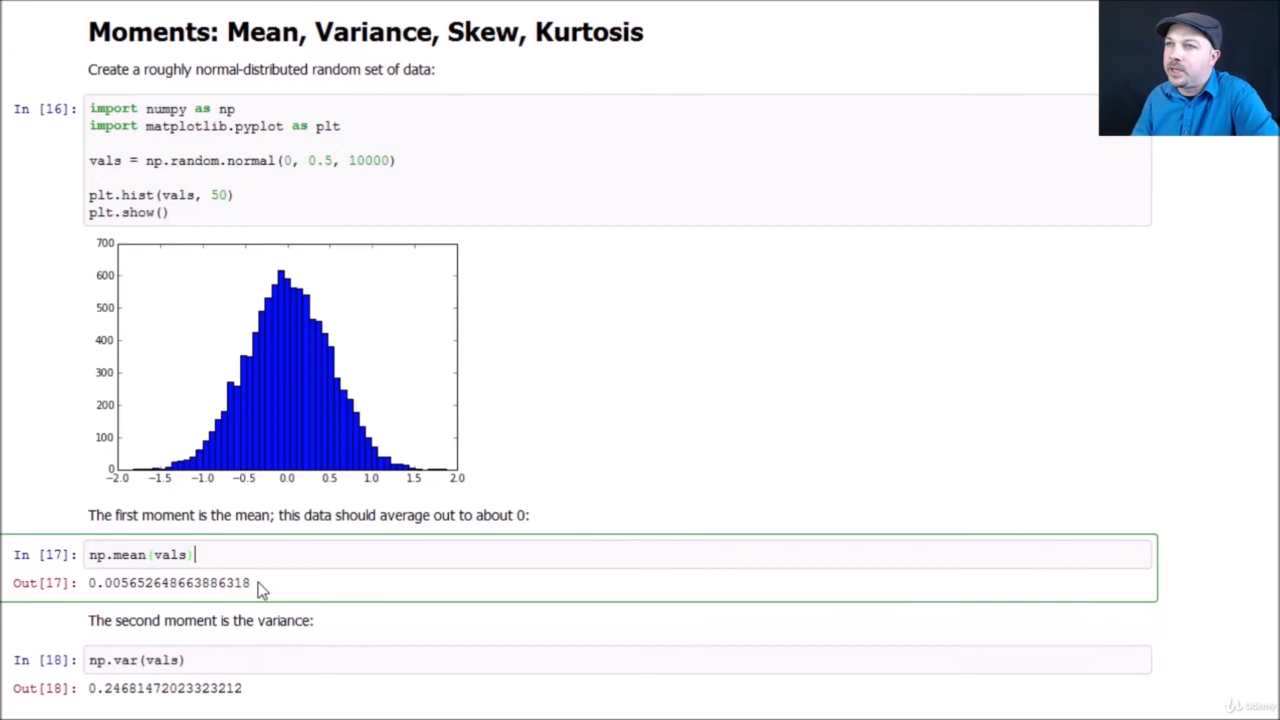 Moments: Mean, Variance, Skew, Kurtosis
Create a roughly normal-distributed random set of data:
In [16]: import numpy as np
import matplotlib.pyplot as plt
vals = np.random.normal(0, 0.5, 10000)
plt.hist(vals, 50)
plt.show()
700
600
500
400
300
200
100
0
−2.0 −1.5 −1.0 −0.5 0.0 0.5 1.0 1.5 2.0
The first moment is the mean; this data should average out to about 0:
In [17]: np.mean(vals)
Out[17]: 0.005652648663886318
The second moment is the variance:
In [18]: np.var(vals)
Out[18]: 0.24681472023323212
Udemy